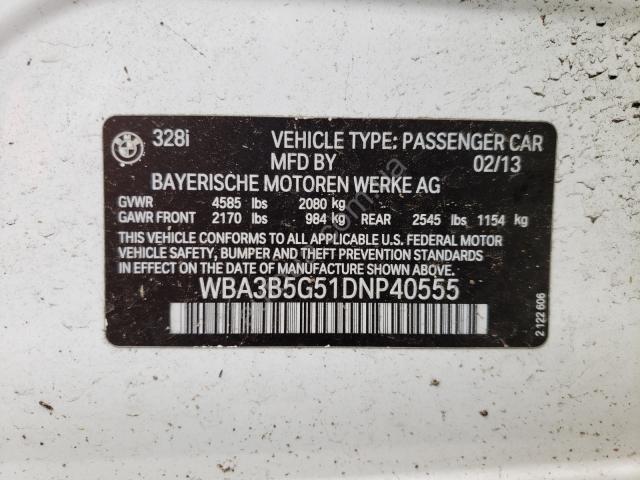 BMW 328i VEHICLE TYPE: PASSENGER CAR
MFD BY 02/13
BAYERISCHE MOTOREN WERKE AG
GVWR 4585 lbs 2080 kg
GAWR FRONT 2170 lbs 984 kg REAR 2545 lbs 1154 kg
THIS VEHICLE CONFORMS TO ALL APPLICABLE U.S. FEDERAL MOTOR
VEHICLE SAFETY, BUMPER AND THEFT PREVENTION STANDARDS
IN EFFECT ON THE DATE OF MANUFACTURE SHOWN ABOVE.
WBA3B5G51DNP40555
2 122 606